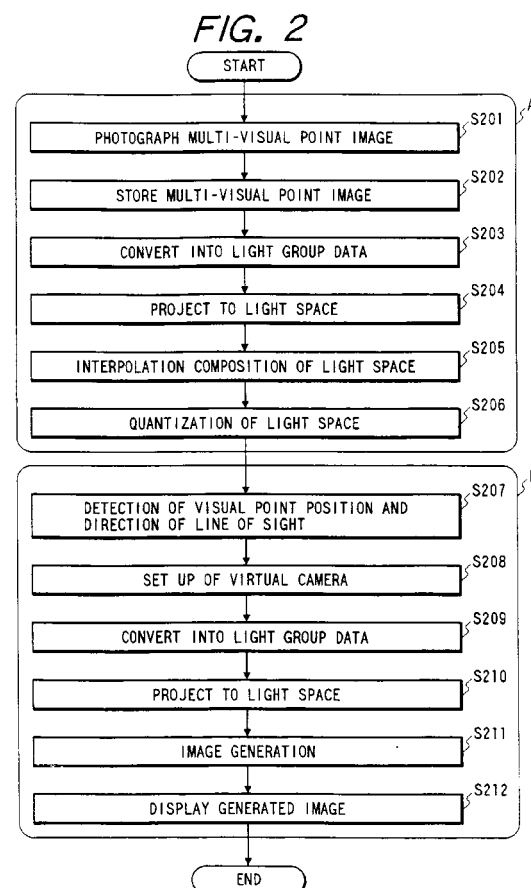 FIG. 2
START
A
S201
PHOTOGRAPH MULTI-VISUAL POINT IMAGE
S202
STORE MULTI-VISUAL POINT IMAGE
S203
CONVERT INTO LIGHT GROUP DATA
S204
PROJECT TO LIGHT SPACE
S205
INTERPOLATION COMPOSITION OF LIGHT SPACE
S206
QUANTIZATION OF LIGHT SPACE
S207
DETECTION OF VISUAL POINT POSITION AND
DIRECTION OF LINE OF SIGHT
S208
SET UP OF VIRTUAL CAMERA
S209
CONVERT INTO LIGHT GROUP DATA
S210
PROJECT TO LIGHT SPACE
S211
IMAGE GENERATION
S212
DISPLAY GENERATED IMAGE
END